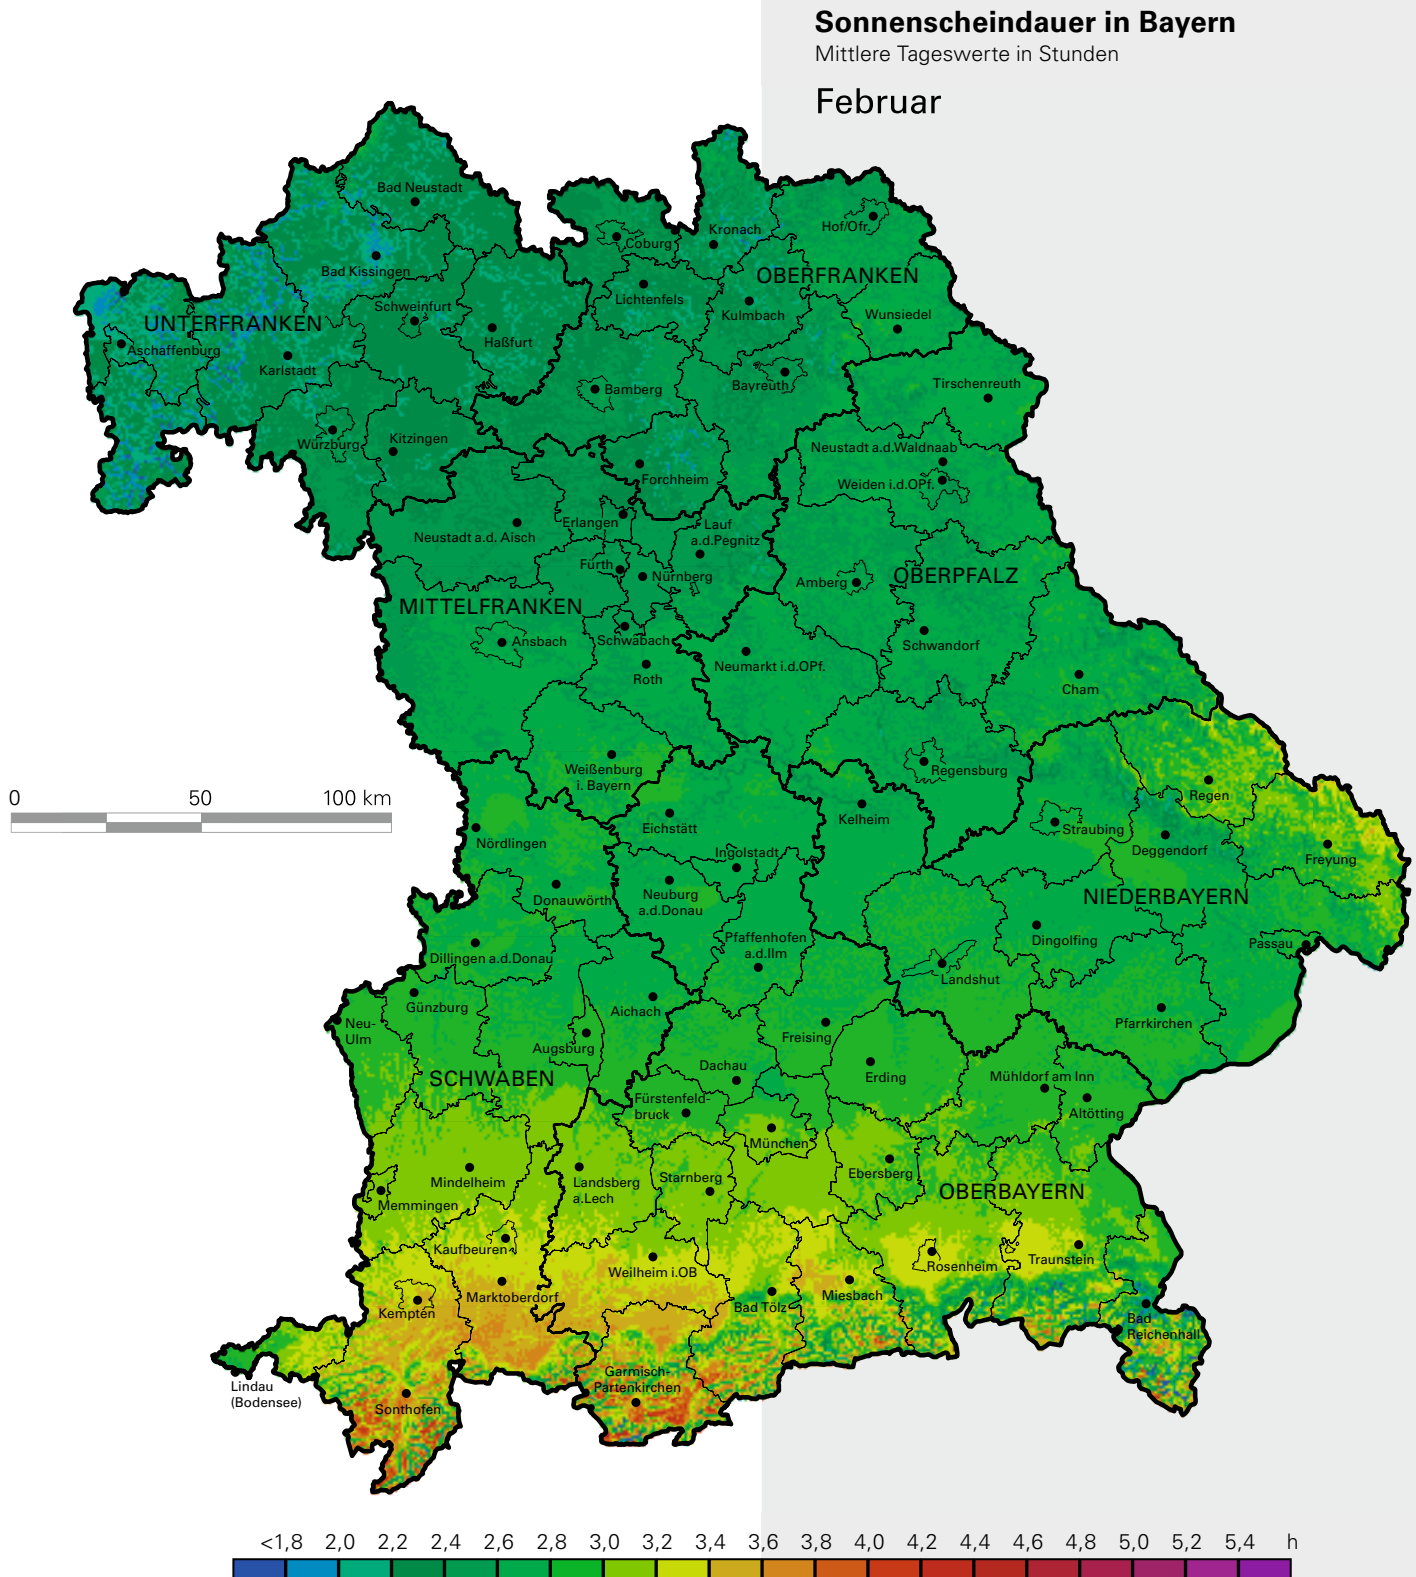 Sonnenscheindauer in Bayern
Mittlere Tageswerte in Stunden
Februar
Bad Neustadt
Hof/Ofr.
Kronach
Coburg
Bad Kissingen
OBERFRANKEN
Lichtenfels
Schweinfurt
Kulmbach
Wunsiedel
UNTERFRANKEN
Haßfurt
Aschaffenburg
Karlstadt
Bayreuth
Tirschenreuth
Bamberg
Würzburg
Kitzingen
Neustadt a.d.Waldnaab
Forchheim
Weiden i.d.OPf.
Erlangen
Lauf
a.d.Pegnitz
Neustadt a.d. Aisch
Fürth
Nürnberg
Amberg
OBERPFALZ
MITTELFRANKEN
Ansbach
Schwabach
Schwandorf
Roth
Neumarkt i.d.OPf.
Cham
Weißenburg
i. Bayern
Regensburg
0 50 100 km
Regen
Eichstätt
Kelheim
Straubing
Nördlingen
Deggendorf
Ingolstadt
Freyung
Donauwörth
Neuburg
a.d.Donau
NIEDERBAYERN
Pfaffenhofen
a.d.Ilm
Dingolfing
Passau
Dillingen a.d.Donau
Landshut
Günzburg
Aichach
Neu-
Ulm
Pfarrkirchen
Freising
Augsburg
Dachau
SCHWABEN
Erding
Mühldorf am Inn
Fürstenfeld-
bruck
Altötting
München
Mindelheim
Landsberg
a.Lech
Starnberg
Ebersberg
OBERBAYERN
Memmingen
Kaufbeuren
Weilheim i.OB
Rosenheim
Traunstein
Marktoberdorf
Kempten
Bad Tölz
Miesbach
Bad
Reichenhall
Garmisch-
Partenkirchen
Lindau
(Bodensee)
Sonthofen
<1,8 2,0 2,2 2,4 2,6 2,8 3,0 3,2 3,4 3,6 3,8 4,0 4,2 4,4 4,6 4,8 5,0 5,2 5,4 h